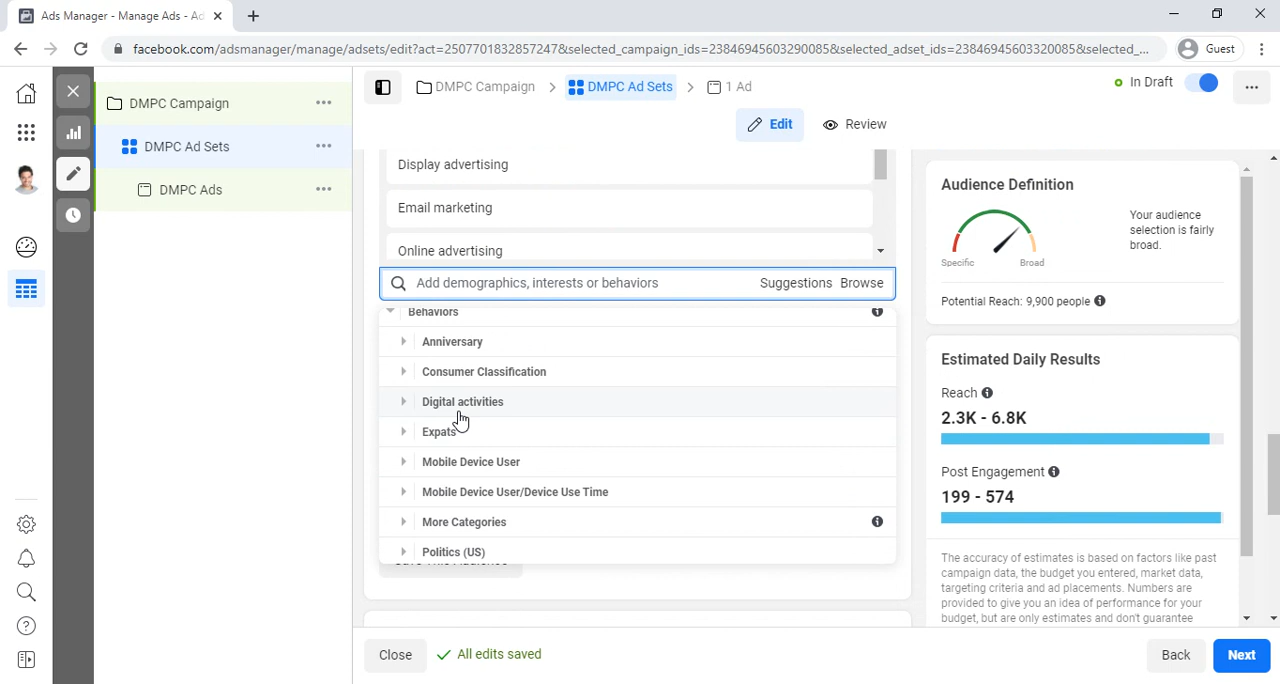 Ads Manager - Manage Ads - Ad
facebook.com/adsmanager/manage/adsets/edit?act=2507701832857247&selected_campaign_ids=23846945603290085&selected_adset_ids=23846945603320085&selected_...
Guest
DMPC Campaign
DMPC Ad Sets
DMPC Ads
DMPC Campaign
DMPC Ad Sets
1 Ad
In Draft
Edit
Review
Display advertising
Email marketing
Online advertising
Add demographics, interests or behaviors
Suggestions
Browse
Behaviors
Anniversary
Consumer Classification
Digital activities
Expats
Mobile Device User
Mobile Device User/Device Use Time
More Categories
Politics (US)
Save This Audience
Close
All edits saved
Back
Next
Audience Definition
Specific
Broad
Your audience
selection is fairly
broad.
Potential Reach: 9,900 people
Estimated Daily Results
Reach
2.3K - 6.8K
Post Engagement
199 - 574
The accuracy of estimates is based on factors like past
campaign data, the budget you entered, market data,
targeting criteria and ad placements. Numbers are
provided to give you an idea of performance for your
budget, but are only estimates and don't guarantee